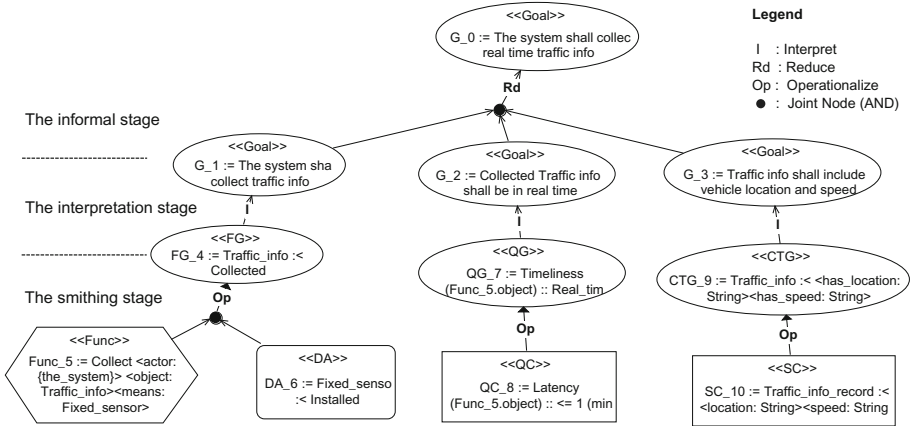 <<Goal>>
G_0 := The system shall collec
real time traffic info
Legend
I : Interpret
Rd : Reduce
Op : Operationalize
● : Joint Node (AND)
Rd
The informal stage
<<Goal>>
G_1 := The system sha
collect traffic info
<<Goal>>
G_2 := Collected Traffic info
shall be in real time
<<Goal>>
G_3 := Traffic info shall include
vehicle location and speed
The interpretation stage
I
I
I
<<FG>>
FG_4 := Traffic_info :<
Collected
<<QG>>
QG_7 := Timeliness
(Func_5.object) :: Real_tim
<<CTG>>
CTG_9 := Traffic_info :< <has_location:
String><has_speed: String>
The smithing stage
Op
Op
Op
<<Func>>
Func_5 := Collect <actor:
{the_system}> <object:
Traffic_info><means:
Fixed_sensor>
<<DA>>
DA_6 := Fixed_senso
:< Installed
<<QC>>
QC_8 := Latency
(Func_5.object) :: <= 1 (min
<<SC>>
SC_10 := Traffic_info_record :<
<location: String><speed: String